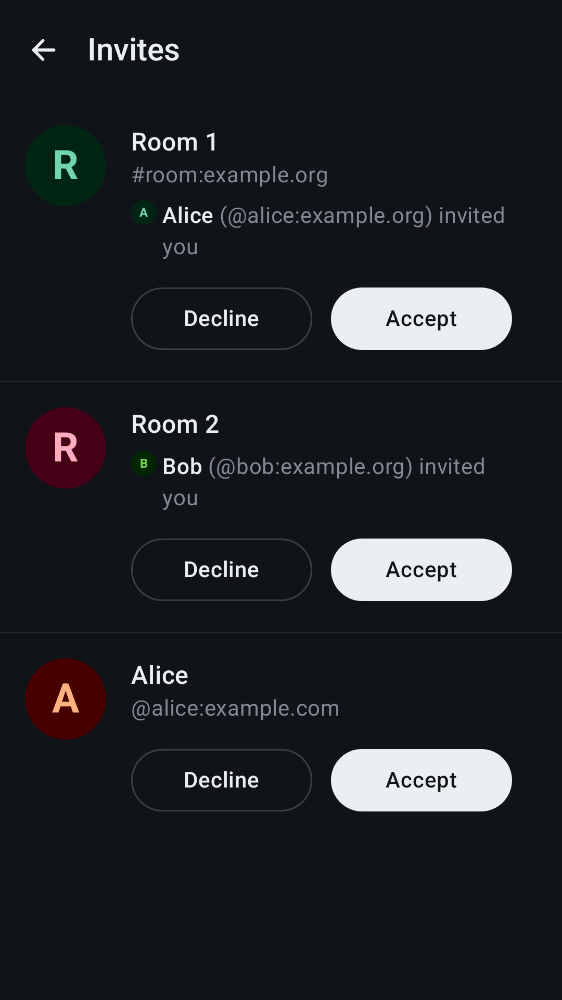 Invites
R
Room 1
#room:example.org
A Alice (@alice:example.org) invited
you
Decline Accept
R
Room 2
B Bob (@bob:example.org) invited
you
Decline Accept
A
Alice
@alice:example.com
Decline Accept